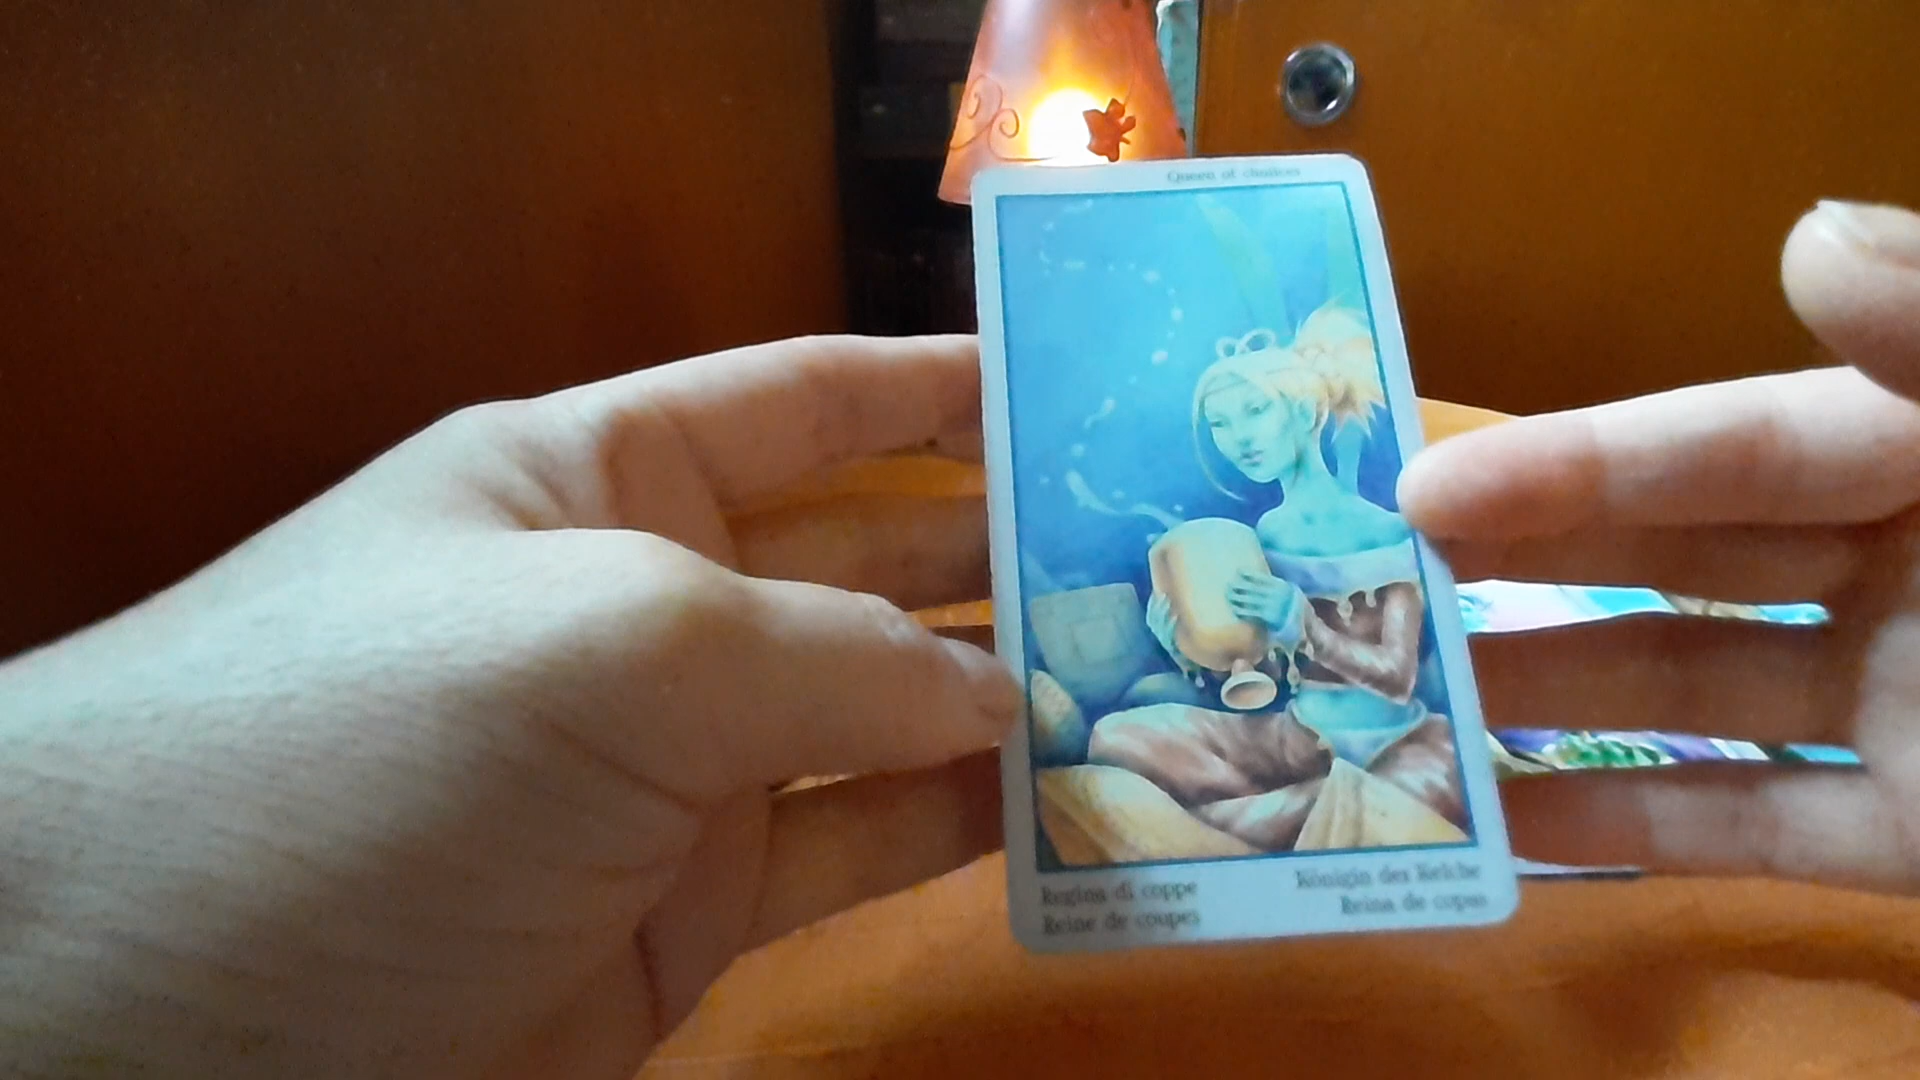 Queen of chalices
Regina di coppe
Reine de coupes
Königin der Kelche
Reina de copas